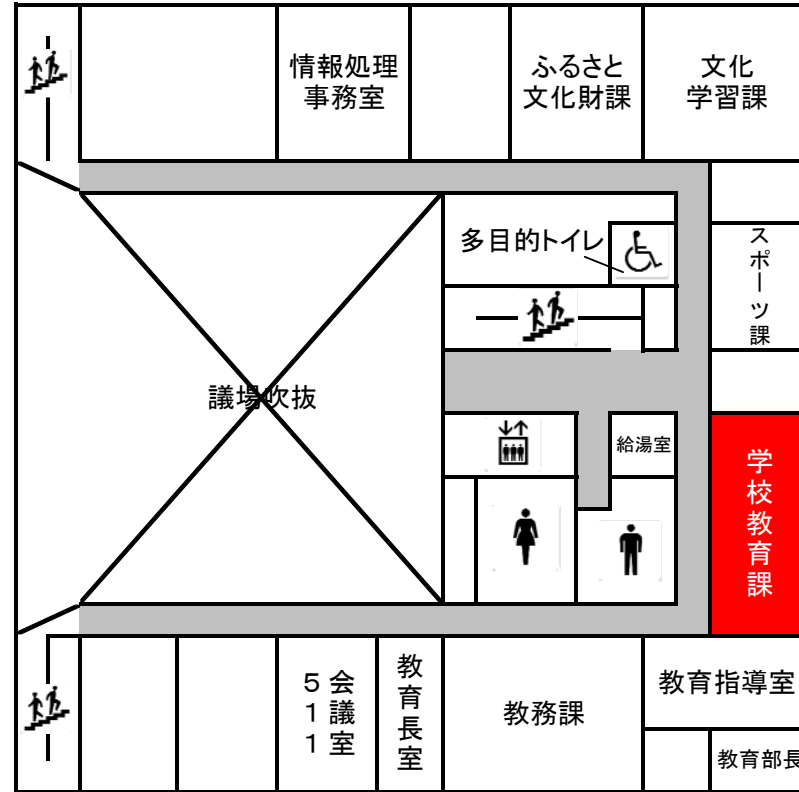 情報処理
事務室
ふるさと
文化財課
文化
学習課
多目的トイレ
スポーツ課
議場吹抜
給湯室
学校教育課
会議室
５１１
教育長室
教務課
教育指導室
教育部長